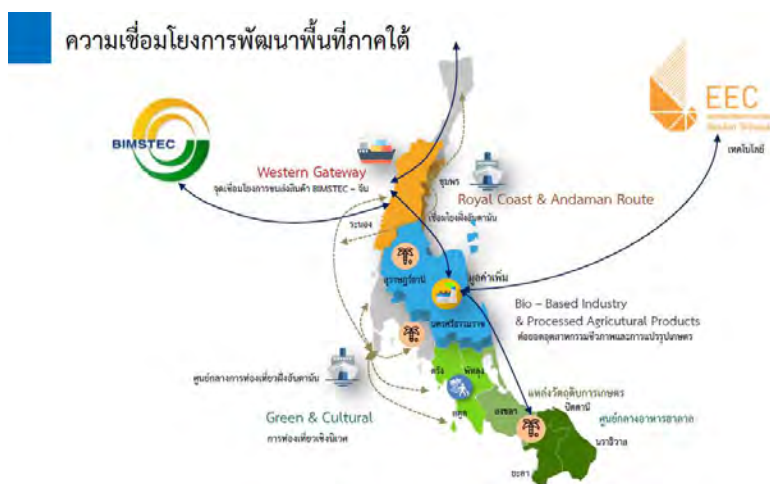 ความเชื่อมโยงการพัฒนาพื้นที่ภาคใต้
BIMSTEC
EEC
เทคโนโลยี
Western Gateway
จุดเชื่อมโยงการขนส่งสินค้า BIMSTEC – จีน
ชุมพร
Royal Coast & Andaman Route
เชื่อมโยงฝั่งอันดามัน
ระนอง
สุราษฎร์ธานี
มูลค่าเพิ่ม
Bio – Based Industry
& Processed Agricutural Products
ต่อยอดอุตสาหกรรมชีวภาพและการแปรรูปเกษตร
นครศรีธรรมราช
ศูนย์กลางการท่องเที่ยวฝั่งอันดามัน
ตรัง
พัทลุง
แหล่งวัตถุดิบการเกษตร
ปัตตานี
Green & Cultural
การท่องเที่ยวเชิงนิเวศ
สตูล
สงขลา
ศูนย์กลางอาหารฮาลาล
นราธิวาส
ยะลา